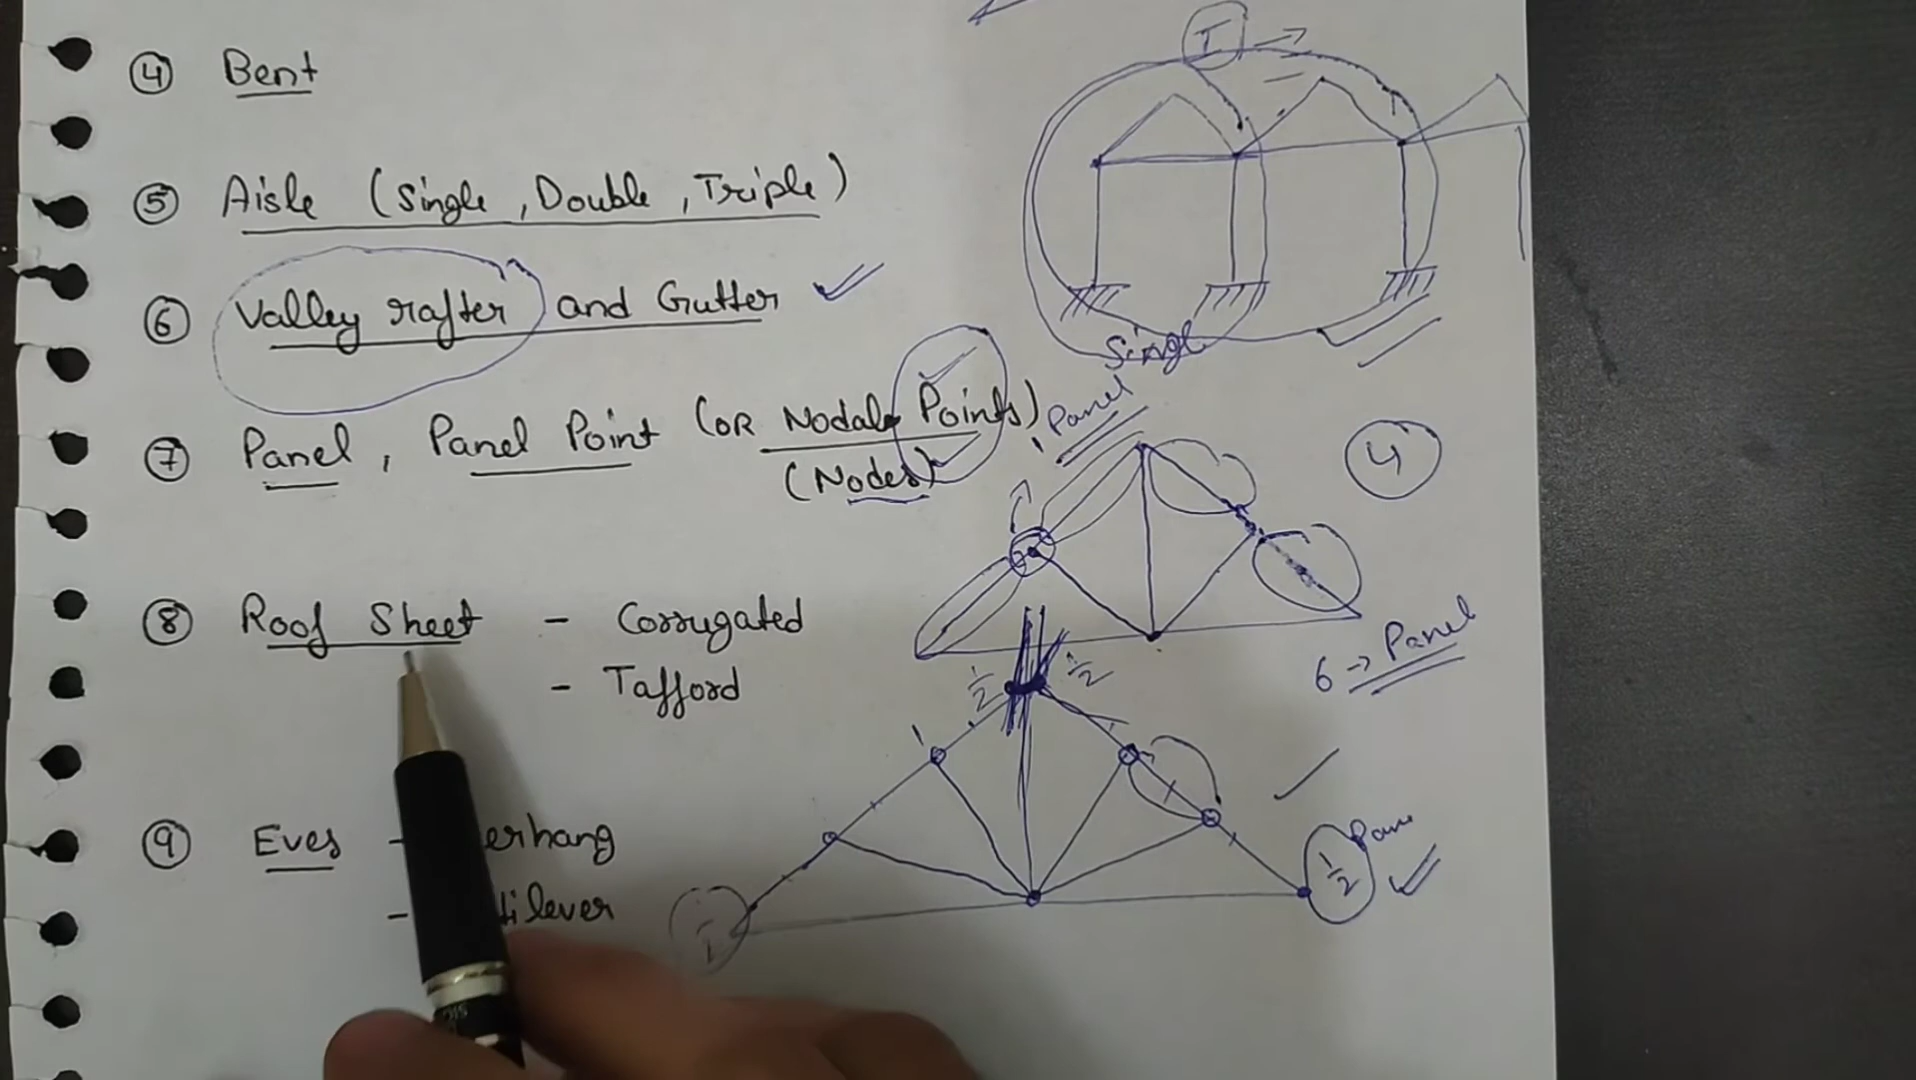 ④ Bent
⑤ Aisle (Single, Double, Triple)
⑥ Valley rafter and Gutter
Single
⑦ Panel, Panel Point (OR Nodal Points)
(Nodes)
1 Panel
4
⑧ Roof Sheet - Corrugated
- Tafford
6 → Panel
1/2
1/2
1
⑨ Eves -
erhang
-
tilever
1/2